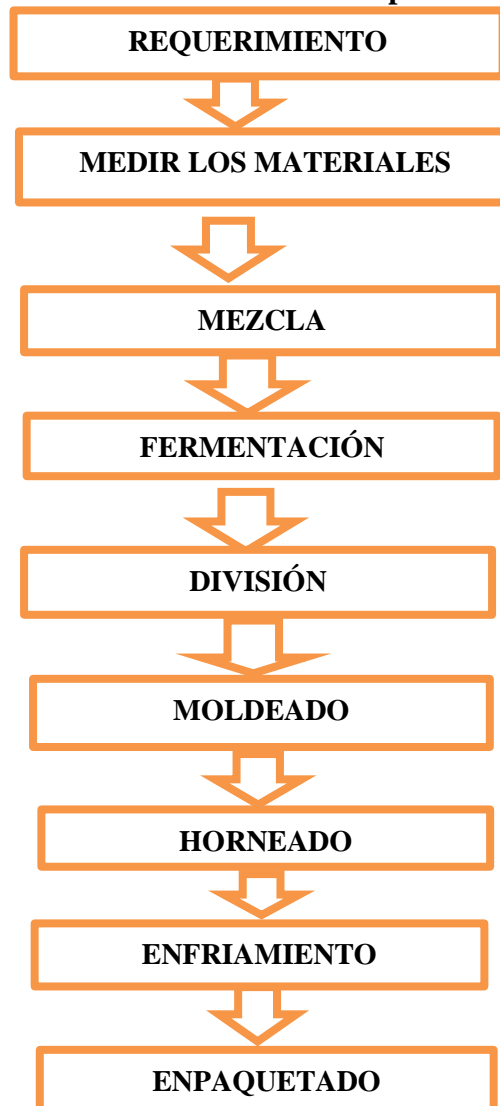 REQUERIMIENTO
MEDIR LOS MATERIALES
MEZCLA
FERMENTACIÓN
DIVISIÓN
MOLDEADO
HORNEADO
ENFRIAMIENTO
ENPAQUETADO